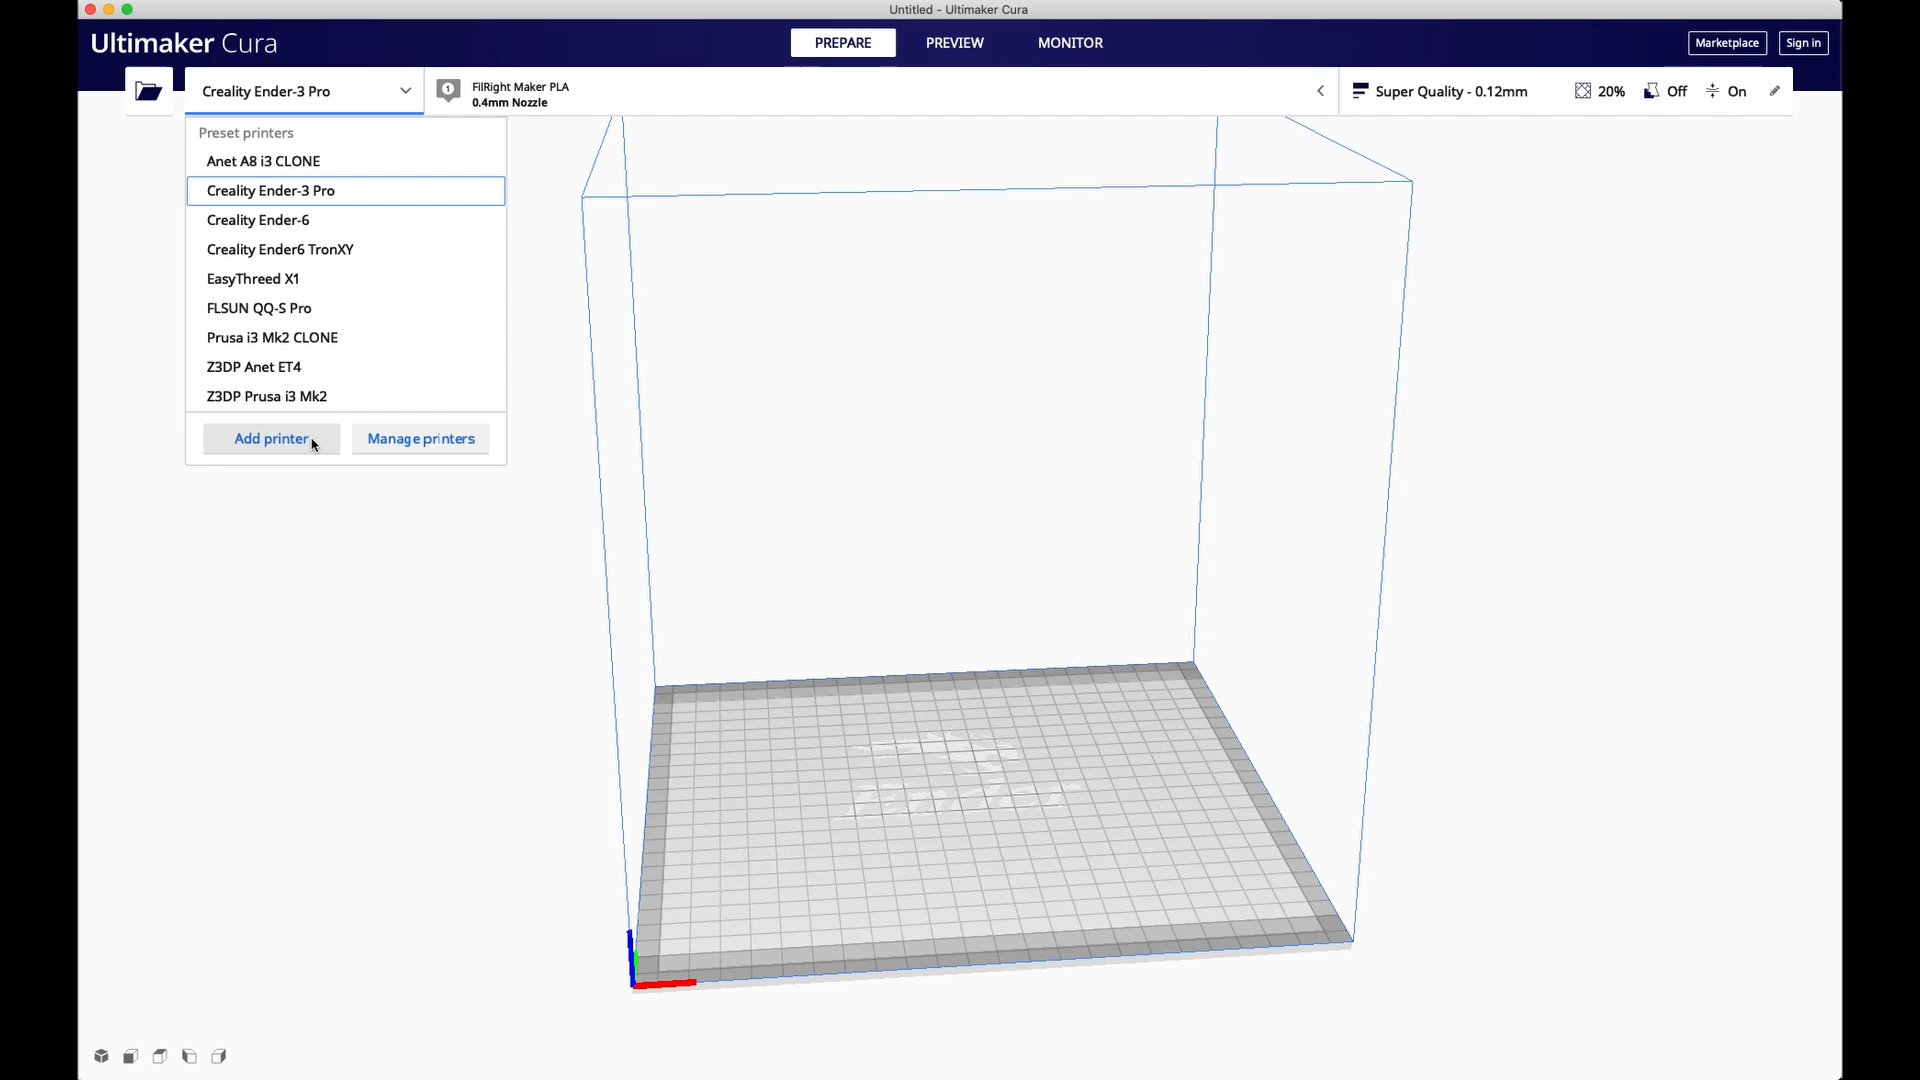 Untitled - Ultimaker Cura
Ultimaker Cura
PREPARE
PREVIEW
MONITOR
Marketplace
Sign in
Creality Ender-3 Pro
1
FilRight Maker PLA
0.4mm Nozzle
Super Quality - 0.12mm
20%
Off
On
Preset printers
Anet A8 i3 CLONE
Creality Ender-3 Pro
Creality Ender-6
Creality Ender6 TronXY
EasyThreed X1
FLSUN QQ-S Pro
Prusa i3 Mk2 CLONE
Z3DP Anet ET4
Z3DP Prusa i3 Mk2
Add printer
Manage printers
Ender